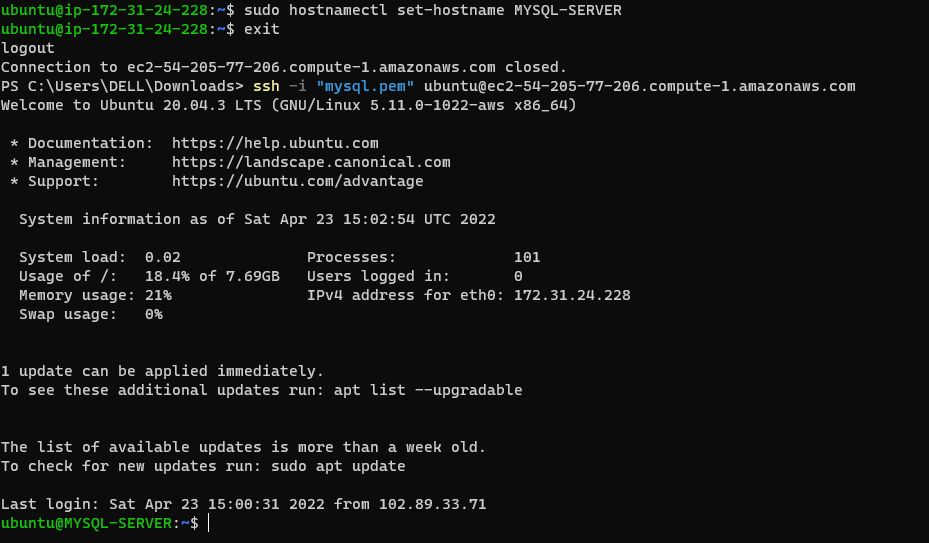 ubuntu@ip-172-31-24-228:~$ sudo hostnamectl set-hostname MYSQL-SERVER
ubuntu@ip-172-31-24-228:~$ exit
logout
Connection to ec2-54-205-77-206.compute-1.amazonaws.com closed.
PS C:\Users\DELL\Downloads> ssh -i "mysql.pem" ubuntu@ec2-54-205-77-206.compute-1.amazonaws.com
Welcome to Ubuntu 20.04.3 LTS (GNU/Linux 5.11.0-1022-aws x86_64)
* Documentation:  https://help.ubuntu.com
* Management:     https://landscape.canonical.com
* Support:        https://ubuntu.com/advantage
System information as of Sat Apr 23 15:02:54 UTC 2022
System load:  0.02              Processes:             101
Usage of /:   18.4% of 7.69GB   Users logged in:       0
Memory usage: 21%               IPv4 address for eth0: 172.31.24.228
Swap usage:   0%
1 update can be applied immediately.
To see these additional updates run: apt list --upgradable
The list of available updates is more than a week old.
To check for new updates run: sudo apt update
Last login: Sat Apr 23 15:00:31 2022 from 102.89.33.71
ubuntu@MYSQL-SERVER:~$